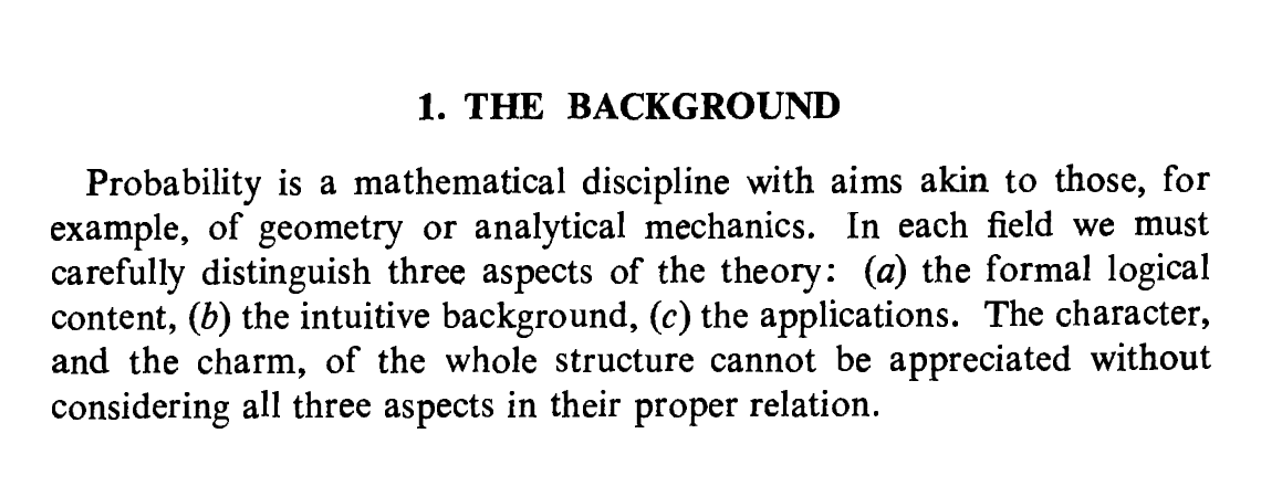 1. THE BACKGROUND
Probability is a mathematical discipline with aims akin to those, for
example, of geometry or analytical mechanics. In each field we must
carefully distinguish three aspects of the theory: (a) the formal logical
content, (b) the intuitive background, (c) the applications. The character,
and the charm, of the whole structure cannot be appreciated without
considering all three aspects in their proper relation.